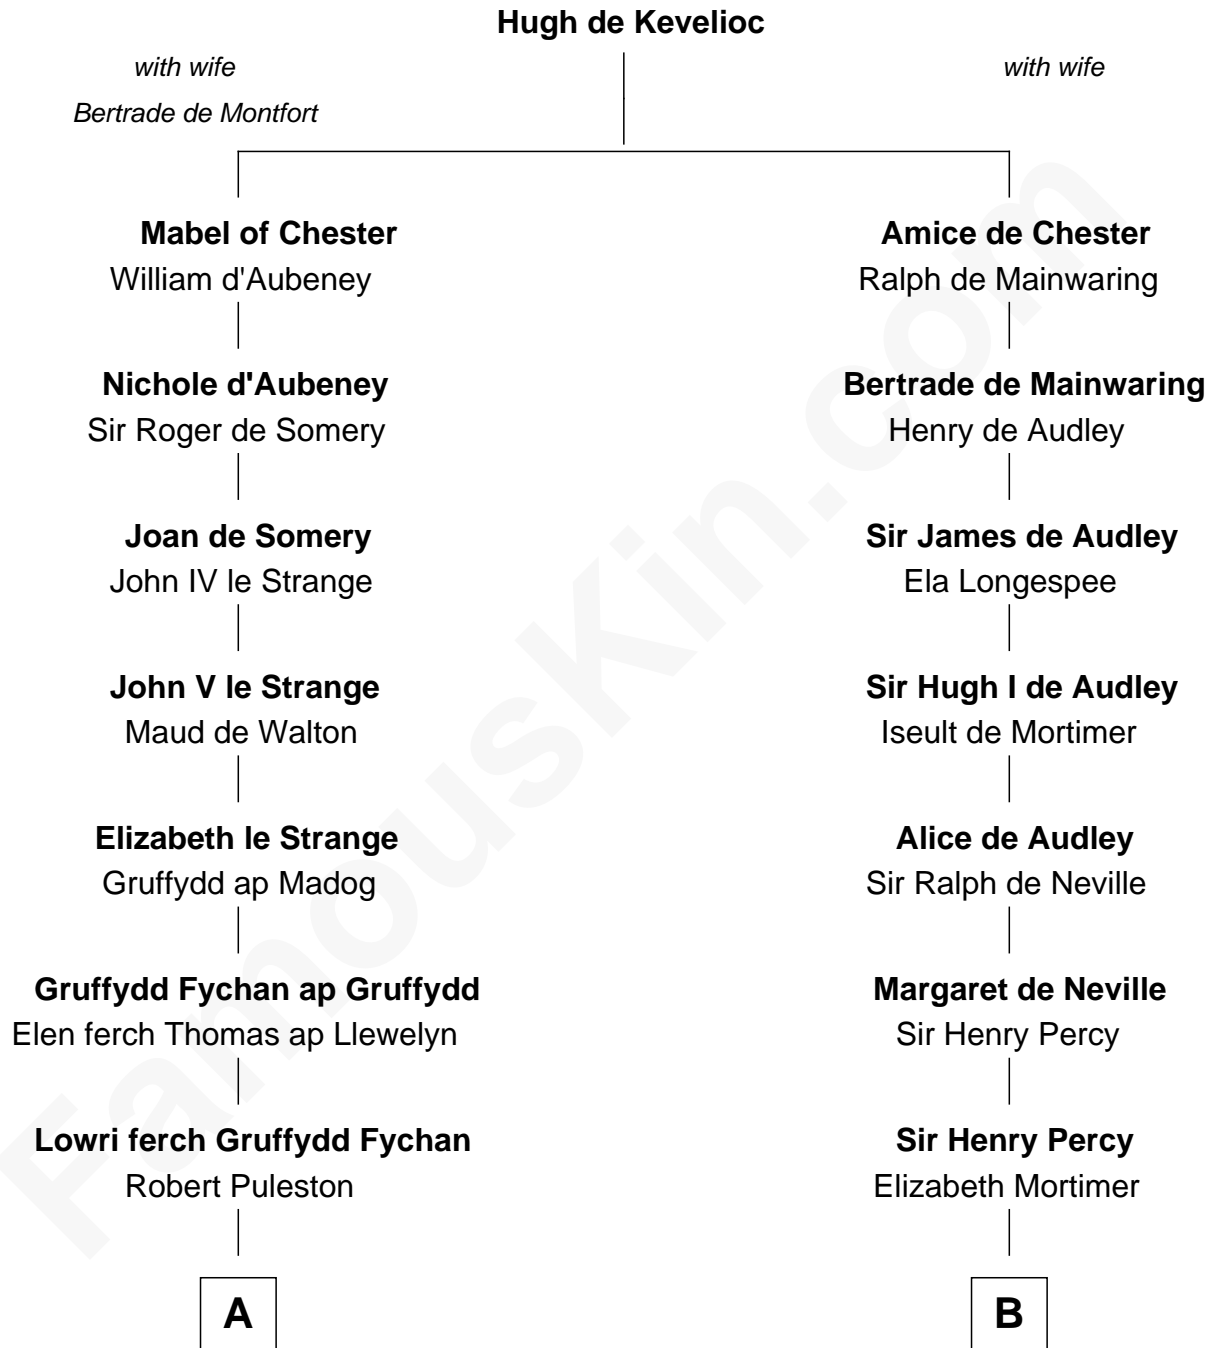 Hugh de Kevelioc
with wife
Bertrade de Montfort
with wife
Mabel of Chester
William d'Aubeney
Amice de Chester
Ralph de Mainwaring
Nichole d'Aubeney
Sir Roger de Somery
Bertrade de Mainwaring
Henry de Audley
Joan de Somery
John IV le Strange
Sir James de Audley
Ela Longespee
John V le Strange
Maud de Walton
Sir Hugh I de Audley
Iseult de Mortimer
Elizabeth le Strange
Gruffydd ap Madog
Alice de Audley
Sir Ralph de Neville
Gruffydd Fychan ap Gruffydd
Elen ferch Thomas ap Llewelyn
Margaret de Neville
Sir Henry Percy
Lowri ferch Gruffydd Fychan
Robert Puleston
Sir Henry Percy
Elizabeth Mortimer
A
B
FamousKin.com